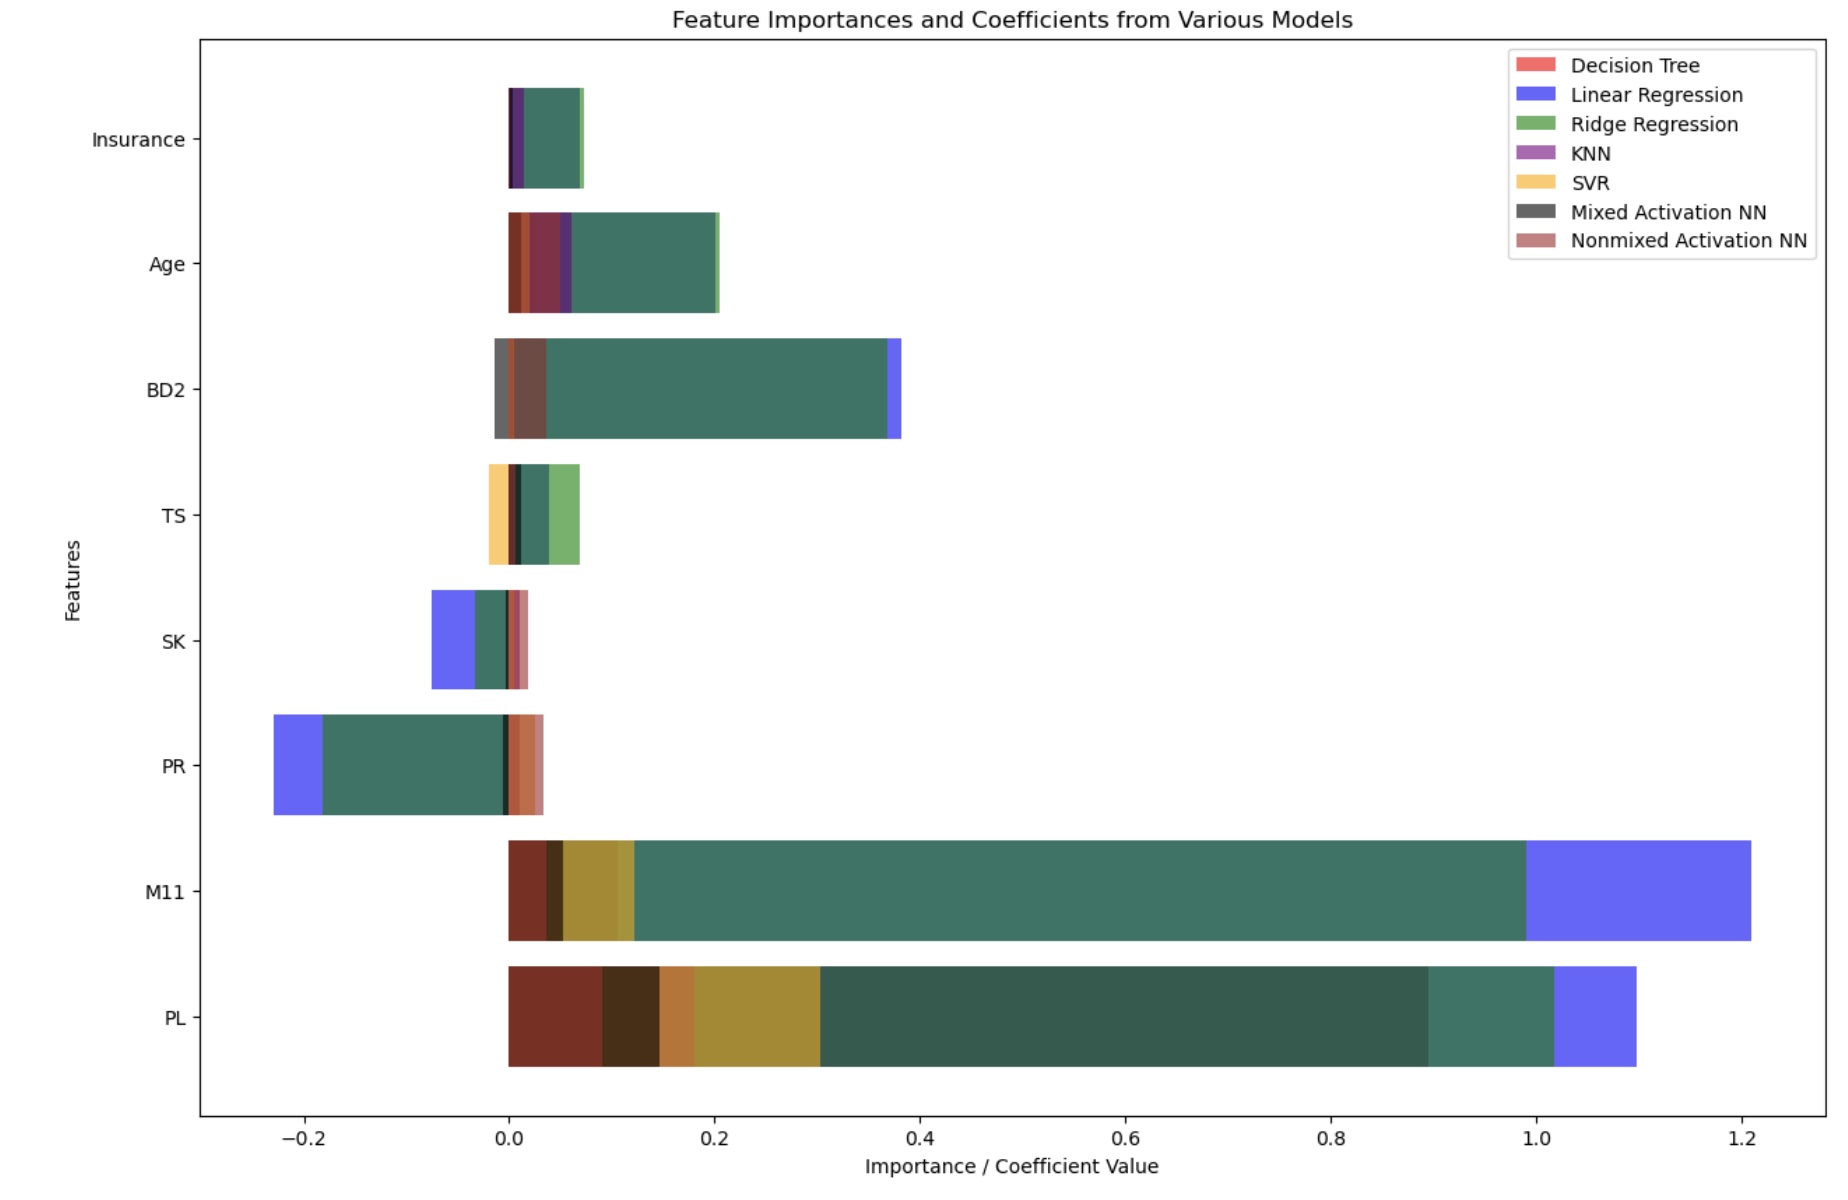 Feature Importances and Coefficients from Various Models
Decision Tree
Linear Regression
Ridge Regression
KNN
SVR
Mixed Activation NN
Nonmixed Activation NN
Insurance
Age
BD2
TS
SK
PR
M11
PL
Features
−0.2 0.0 0.2 0.4 0.6 0.8 1.0 1.2
Importance / Coefficient Value